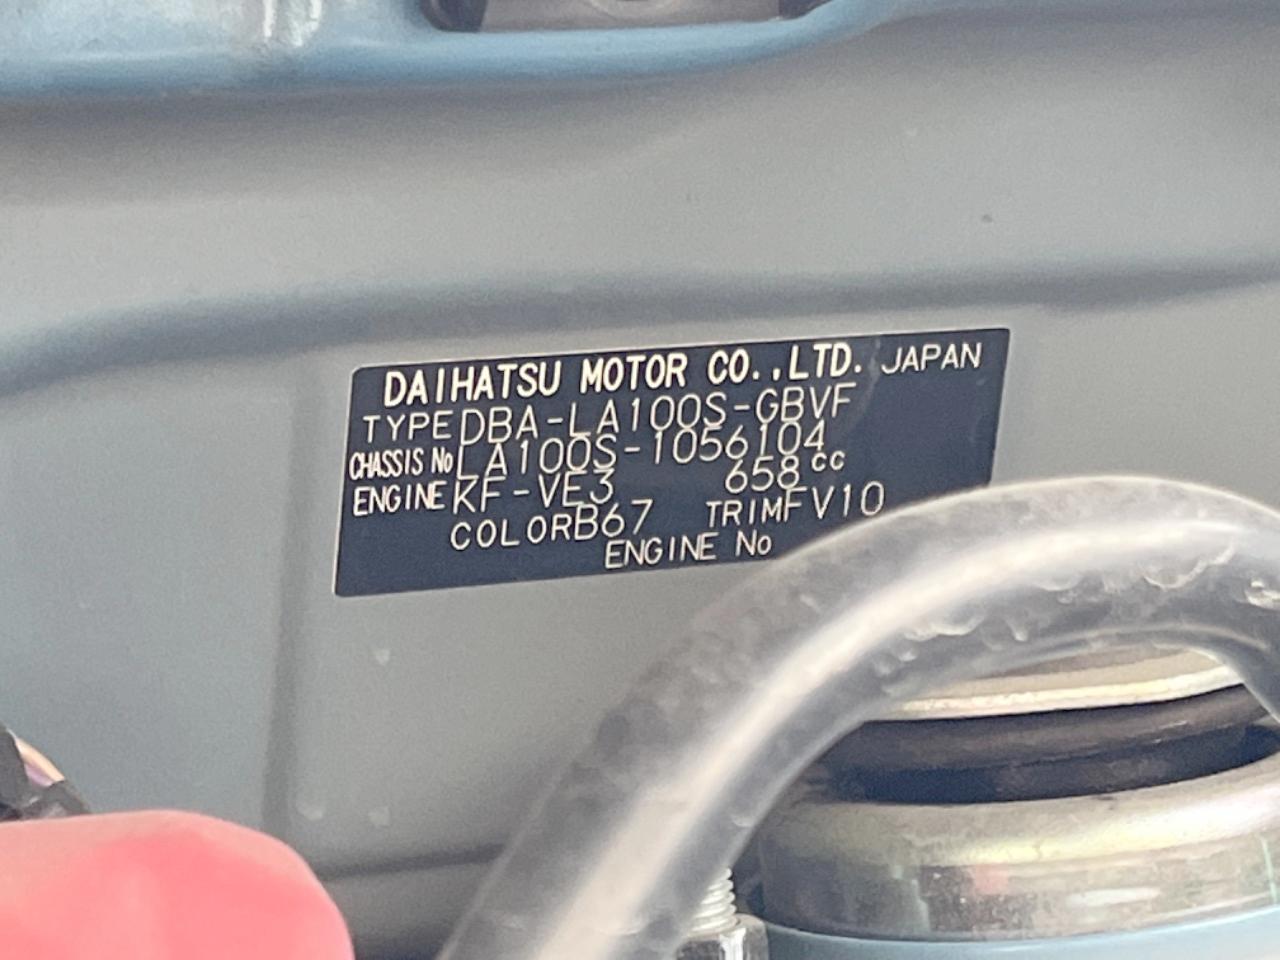 DAIHATSU MOTOR CO.,LTD. JAPAN
TYPE DBA-LA100S-GBVF
CHASSIS No LA100S-1056104
ENGINE KF-VE3 658 cc
COLOR B67 TRIM FV10
ENGINE No